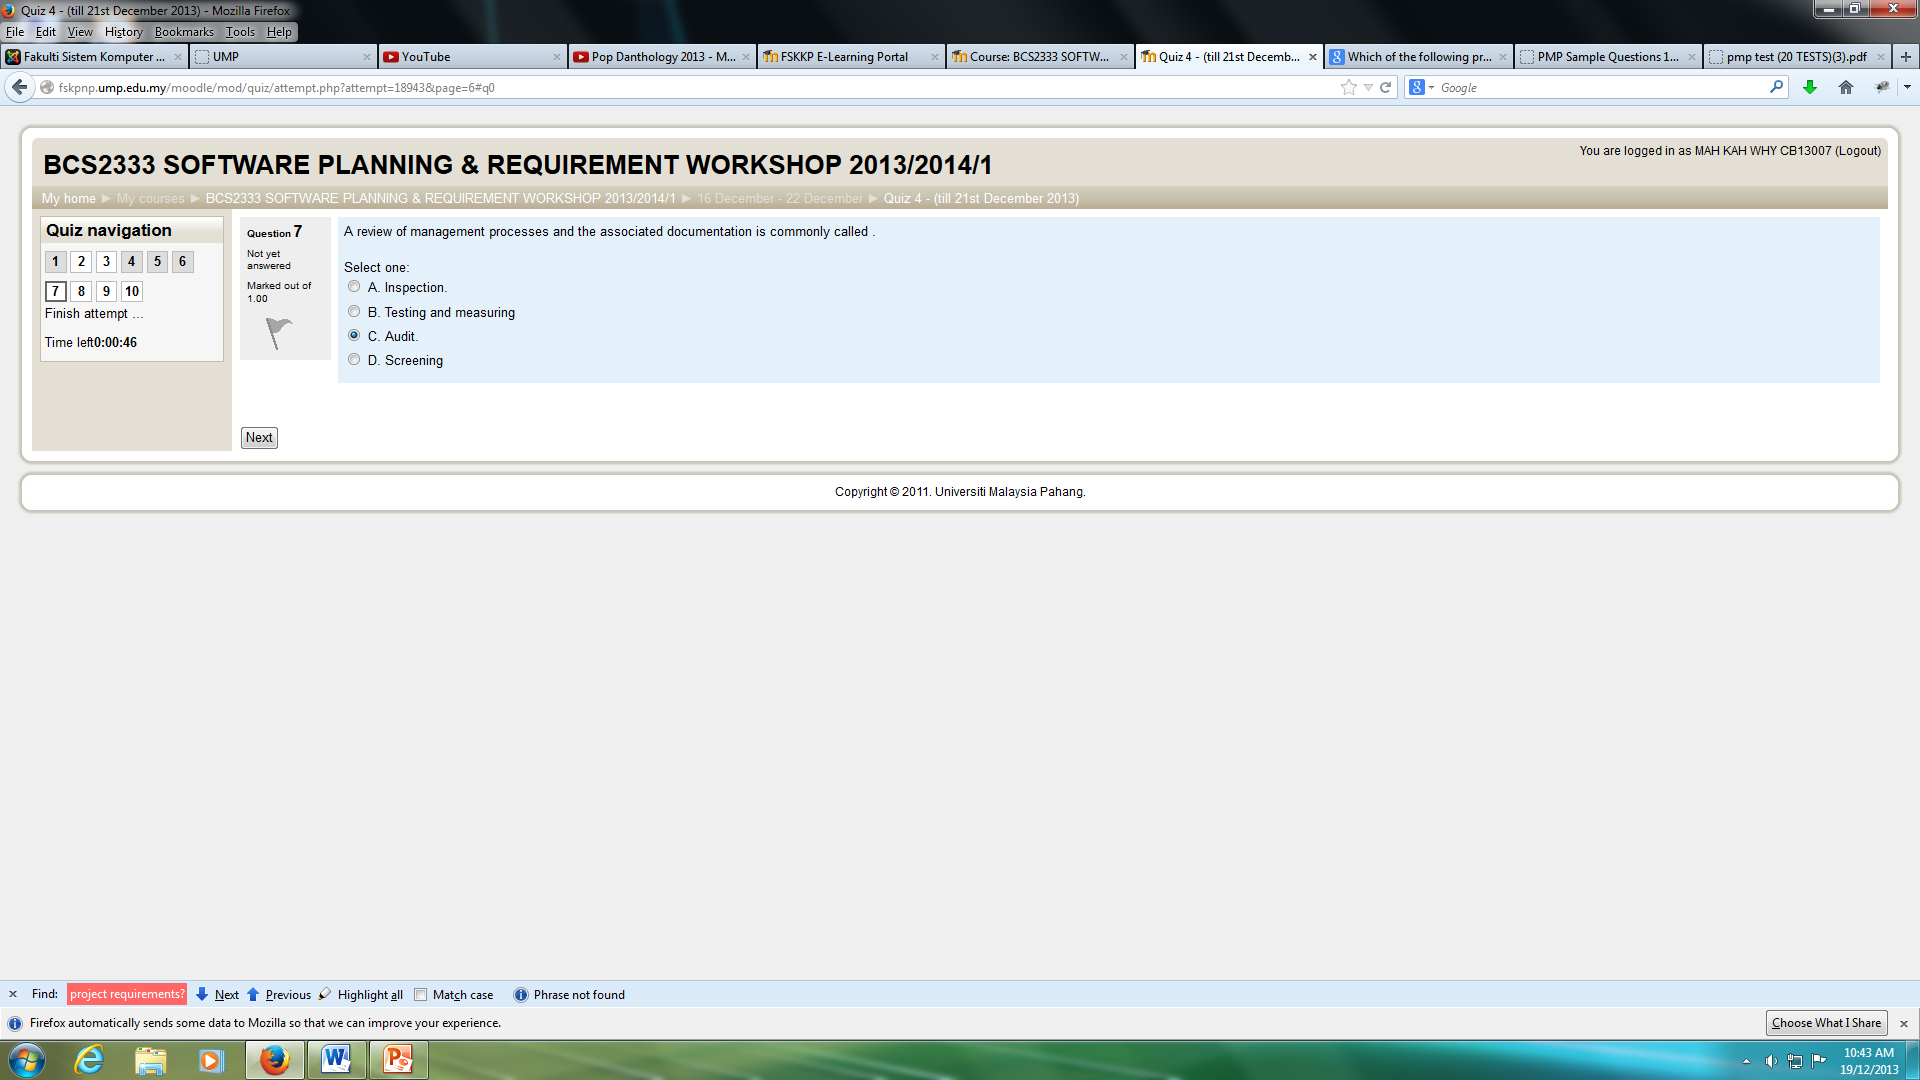 Quiz 4 - (till 21st December 2013) - Mozilla Firefox
File Edit View History Bookmarks Tools Help
Fakulti Sistem Komputer ... UMP YouTube Pop Danthology 2013 - M... FSKKP E-Learning Portal Course: BCS2333 SOFTW... Quiz 4 - (till 21st Decemb... Which of the following pr... PMP Sample Questions 1... pmp test (20 TESTS)(3).pdf
fskpnp.ump.edu.my/moodle/mod/quiz/attempt.php?attempt=18943&page=6#q0 Google
BCS2333 SOFTWARE PLANNING & REQUIREMENT WORKSHOP 2013/2014/1
You are logged in as MAH KAH WHY CB13007 (Logout)
My home ► My courses ► BCS2333 SOFTWARE PLANNING & REQUIREMENT WORKSHOP 2013/2014/1 ► 16 December - 22 December ► Quiz 4 - (till 21st December 2013)
Quiz navigation
1 2 3 4 5 6
7 8 9 10
Finish attempt ...
Time left 0:00:46
Question 7
Not yet
answered
Marked out of
1.00
A review of management processes and the associated documentation is commonly called .
Select one:
A. Inspection.
B. Testing and measuring
C. Audit.
D. Screening
Next
Copyright © 2011. Universiti Malaysia Pahang.
Find: project requirements? Next Previous Highlight all Match case Phrase not found
Firefox automatically sends some data to Mozilla so that we can improve your experience. Choose What I Share
10:43 AM
19/12/2013